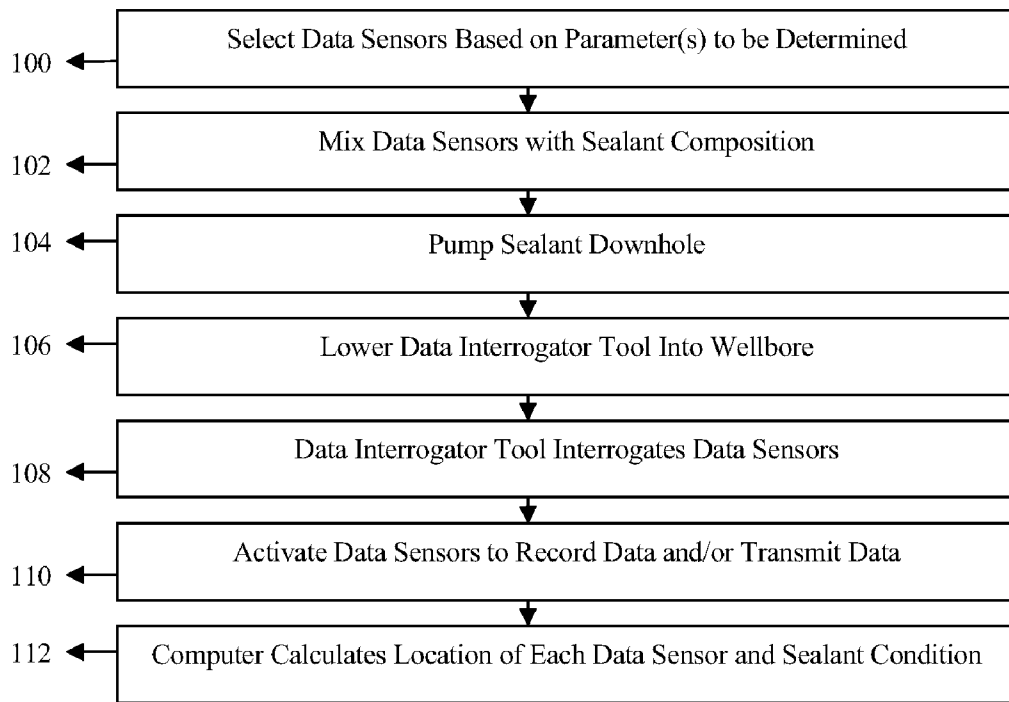 Select Data Sensors Based on Parameter(s) to be Determined
100
Mix Data Sensors with Sealant Composition
102
Pump Sealant Downhole
104
Lower Data Interrogator Tool Into Wellbore
106
Data Interrogator Tool Interrogates Data Sensors
108
Activate Data Sensors to Record Data and/or Transmit Data
110
Computer Calculates Location of Each Data Sensor and Sealant Condition
112